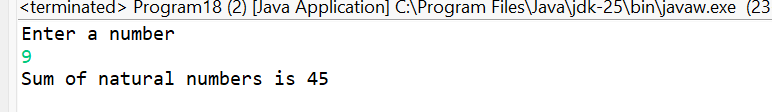 <terminated> Program18 (2) [Java Application] C:\Program Files\Java\jdk-25\bin\javaw.exe (23
Enter a number
9
Sum of natural numbers is 45